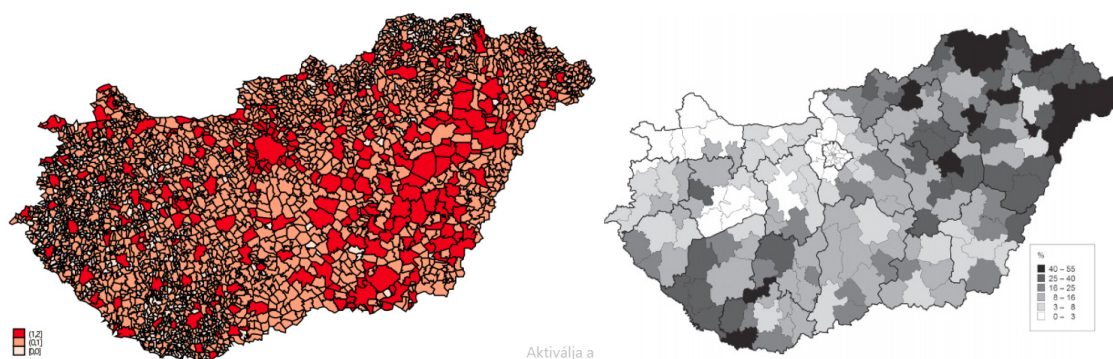 (1,2]
(0,1]
[0,0]
Aktiválja a
%
40 – 55
25 – 40
16 – 25
8 – 16
3 – 8
0 – 3